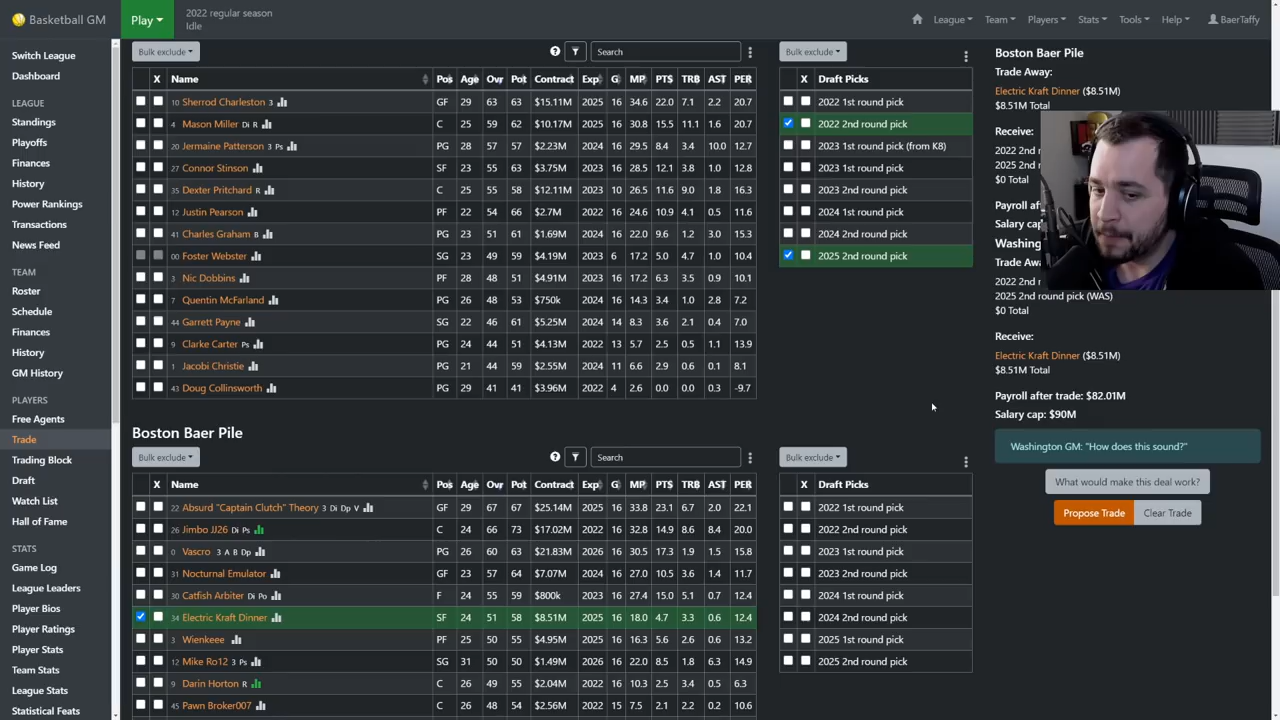 Basketball GM
Play
2022 regular season
Idle
League
Team
Players
Stats
Tools
Help
BaerTaffy
Switch League
Dashboard
LEAGUE
Standings
Playoffs
Finances
History
Power Rankings
Transactions
News Feed
TEAM
Roster
Schedule
Finances
History
GM History
PLAYERS
Free Agents
Trade
Trading Block
Draft
Watch List
Hall of Fame
STATS
Game Log
League Leaders
Player Bios
Player Ratings
Player Stats
Team Stats
League Stats
Statistical Feats
Bulk exclude
Search
X Name Pos Age Ovr Pot Contract Exp G MP PTS TRB AST PER
10 Sherrod Charleston 3 GF 29 63 63 $15.11M 2025 16 34.6 22.0 7.1 2.2 20.7
4 Mason Miller Di R C 25 59 62 $10.17M 2025 16 30.8 15.5 11.1 1.6 20.7
20 Jermaine Patterson 3 Ps PG 28 57 57 $2.23M 2024 16 25.5 8.4 3.4 10.0 12.7
27 Connor Stinson SF 23 55 63 $3.75M 2023 16 28.5 12.1 3.8 1.0 12.8
35 Dexter Pritchard R C 25 55 58 $12.11M 2023 10 26.5 11.6 9.0 1.8 16.3
12 Justin Pearson PF 22 54 66 $2.7M 2022 16 24.6 10.9 4.1 0.5 11.6
41 Charles Graham B PG 23 51 61 $1.69M 2024 16 22.0 9.6 1.2 3.0 15.3
00 Foster Webster SG 23 49 59 $4.19M 2023 6 17.2 5.0 4.7 1.0 10.4
3 Nic Dobbins PF 28 48 51 $4.91M 2023 16 17.2 6.3 3.5 0.9 10.1
7 Quentin McFarland PG 26 48 53 $750k 2024 16 14.3 3.4 1.0 2.8 7.2
44 Garrett Payne SG 22 46 61 $5.25M 2024 14 8.3 3.6 2.1 0.4 7.0
9 Clarke Carter Ps PG 24 44 51 $4.13M 2022 13 5.7 2.5 0.5 1.1 13.9
1 Jacobi Christie PG 21 44 59 $2.55M 2024 11 6.6 2.9 0.6 1.1 8.1
43 Doug Collinsworth PG 29 41 41 $3.96M 2022 4 2.6 0.0 0.0 0.3 -9.7
Bulk exclude
X Draft Picks
2022 1st round pick
2022 2nd round pick
2023 1st round pick (from K8)
2023 1st round pick
2023 2nd round pick
2024 1st round pick
2024 2nd round pick
2025 2nd round pick
Boston Baer Pile
Bulk exclude
Search
X Name Pos Age Ovr Pot Contract Exp G MP PTS TRB AST PER
22 Absurd "Captain Clutch" Theory 3 Di Dp V GF 29 67 67 $25.14M 2025 16 33.8 23.1 6.7 2.0 22.1
26 Jimbo JJ26 Di Ps C 24 66 73 $17.02M 2022 16 32.8 14.9 8.6 8.4 20.0
0 Vascro 3 A B Dp PG 26 60 63 $21.83M 2026 16 30.5 17.3 1.9 1.5 15.8
31 Nocturnal Emulator GF 23 57 64 $7.07M 2024 16 27.0 10.5 3.6 1.4 11.7
30 Catfish Arbiter Di Po F 24 55 59 $800k 2023 16 27.4 15.0 5.1 0.7 12.4
34 Electric Kraft Dinner SF 24 51 58 $8.51M 2025 16 18.0 4.7 3.3 0.6 12.4
3 Wienkeee PF 25 50 55 $4.95M 2023 16 16.3 5.6 2.6 0.6 13.2
12 Mike Ro12 3 Ps SG 31 50 50 $1.49M 2026 16 22.0 8.5 1.8 6.3 14.9
9 Darin Horton R C 26 49 55 $2.04M 2022 16 10.3 2.5 3.4 0.5 6.3
45 Pawn Broker007 C 26 48 54 $2.56M 2022 15 7.5 2.1 2.2 0.2 10.6
Bulk exclude
X Draft Picks
2022 1st round pick
2022 2nd round pick
2023 1st round pick
2023 2nd round pick
2024 1st round pick
2024 2nd round pick
2025 1st round pick
2025 2nd round pick
Boston Baer Pile
Trade Away:
Electric Kraft Dinner ($8.51M)
$8.51M Total
Receive:
2022 2nd
2025 2nd
$0 Total
Payroll af
Salary cap
Washing
Trade Awa
2022 2nd
2025 2nd round pick (WAS)
$0 Total
Receive:
Electric Kraft Dinner ($8.51M)
$8.51M Total
Payroll after trade: $82.01M
Salary cap: $90M
Washington GM: "How does this sound?"
What would make this deal work?
Propose Trade
Clear Trade